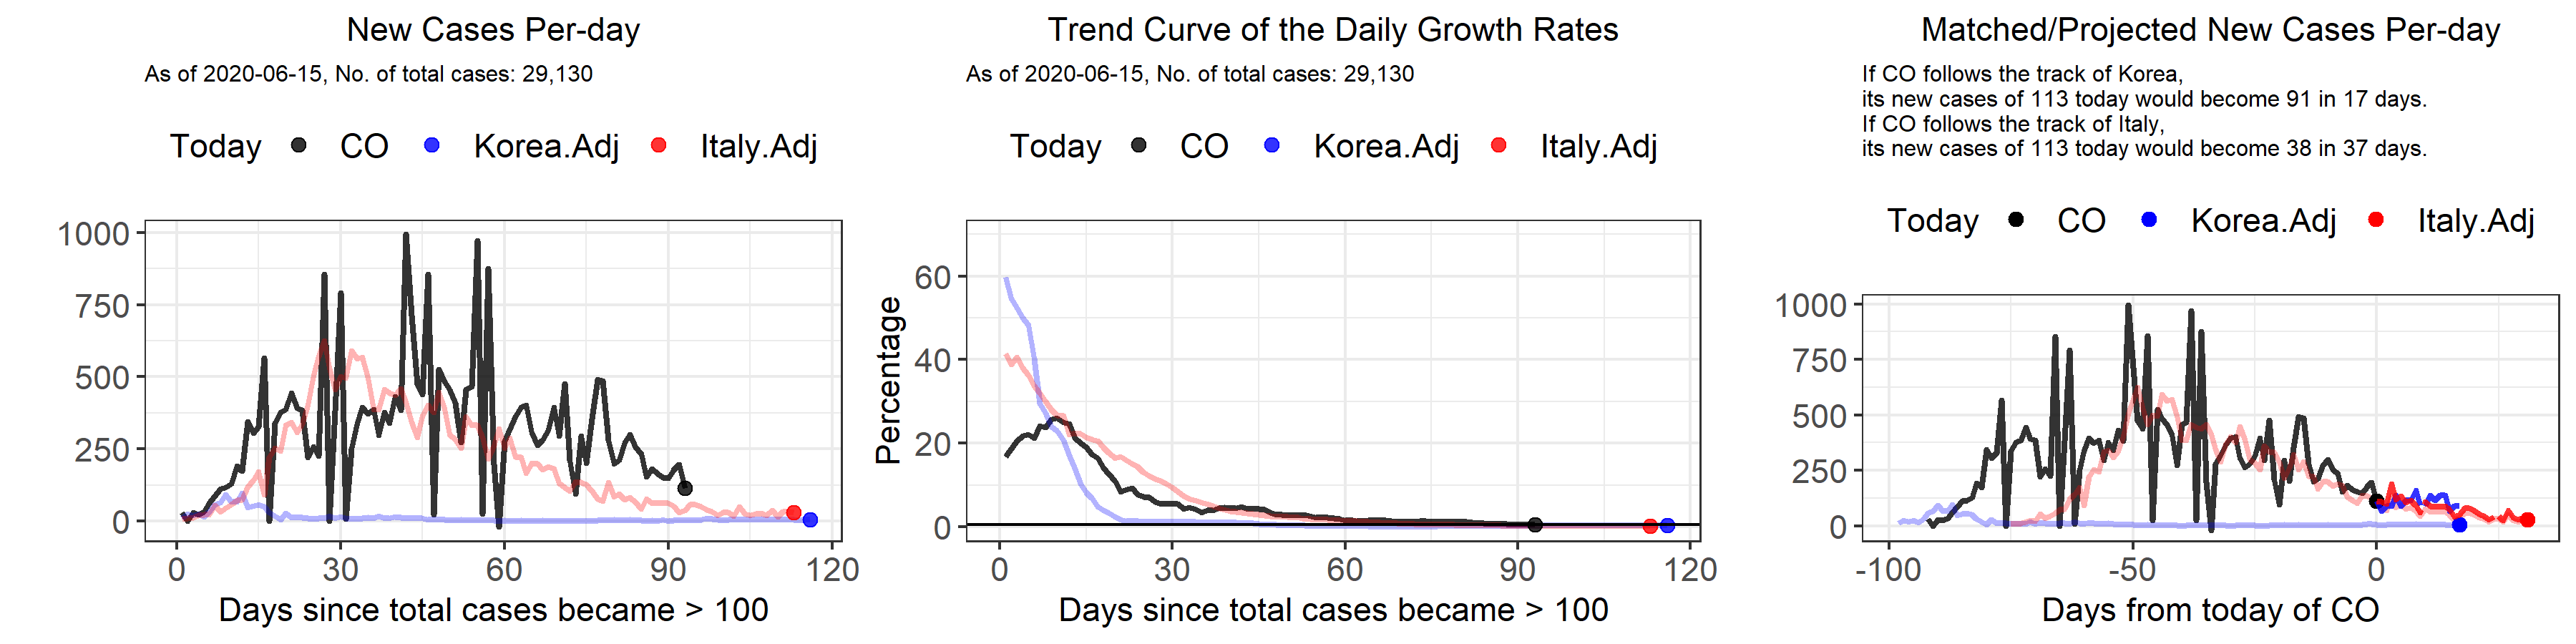 New Cases Per-day
As of 2020-06-15, No. of total cases: 29,130
Today CO Korea.Adj Italy.Adj
1000
750
500
250
0
0 30 60 90 120
Days since total cases became > 100
Trend Curve of the Daily Growth Rates
As of 2020-06-15, No. of total cases: 29,130
Today CO Korea.Adj Italy.Adj
Percentage
60
40
20
0
0 30 60 90 120
Days since total cases became > 100
Matched/Projected New Cases Per-day
If CO follows the track of Korea,
its new cases of 113 today would become 91 in 17 days.
If CO follows the track of Italy,
its new cases of 113 today would become 38 in 37 days.
Today CO Korea.Adj Italy.Adj
1000
750
500
250
0
-100 -50 0
Days from today of CO